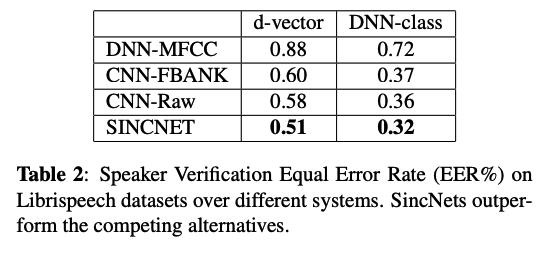 d-vector DNN-class
DNN-MFCC 0.88 0.72
CNN-FBANK 0.60 0.37
CNN-Raw 0.58 0.36
SINCNET 0.51 0.32
Table 2: Speaker Verification Equal Error Rate (EER%) on
Librispeech datasets over different systems. SincNets outper-
form the competing alternatives.